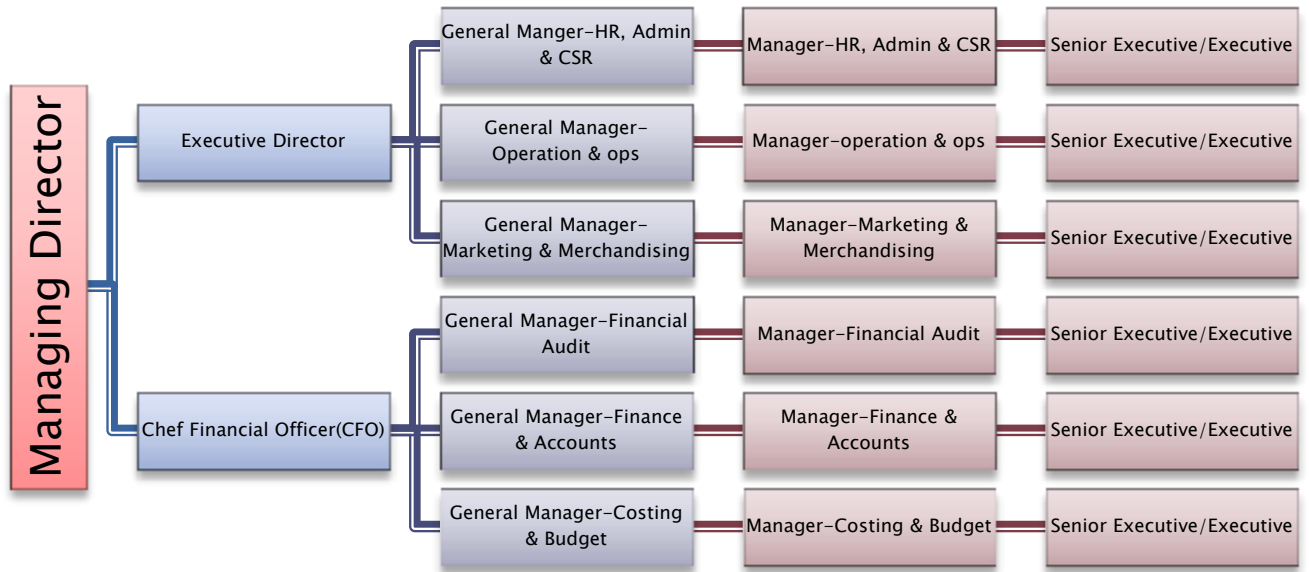 Managing Director
Executive Director
General Manger-HR, Admin
& CSR
Manager-HR, Admin & CSR
Senior Executive/Executive
General Manager-
Operation & ops
Manager-operation & ops
Senior Executive/Executive
General Manager-
Marketing & Merchandising
Manager-Marketing &
Merchandising
Senior Executive/Executive
Chef Financial Officer(CFO)
General Manager-Financial
Audit
Manager-Financial Audit
Senior Executive/Executive
General Manager-Finance
& Accounts
Manager-Finance &
Accounts
Senior Executive/Executive
General Manager-Costing
& Budget
Manager-Costing & Budget
Senior Executive/Executive